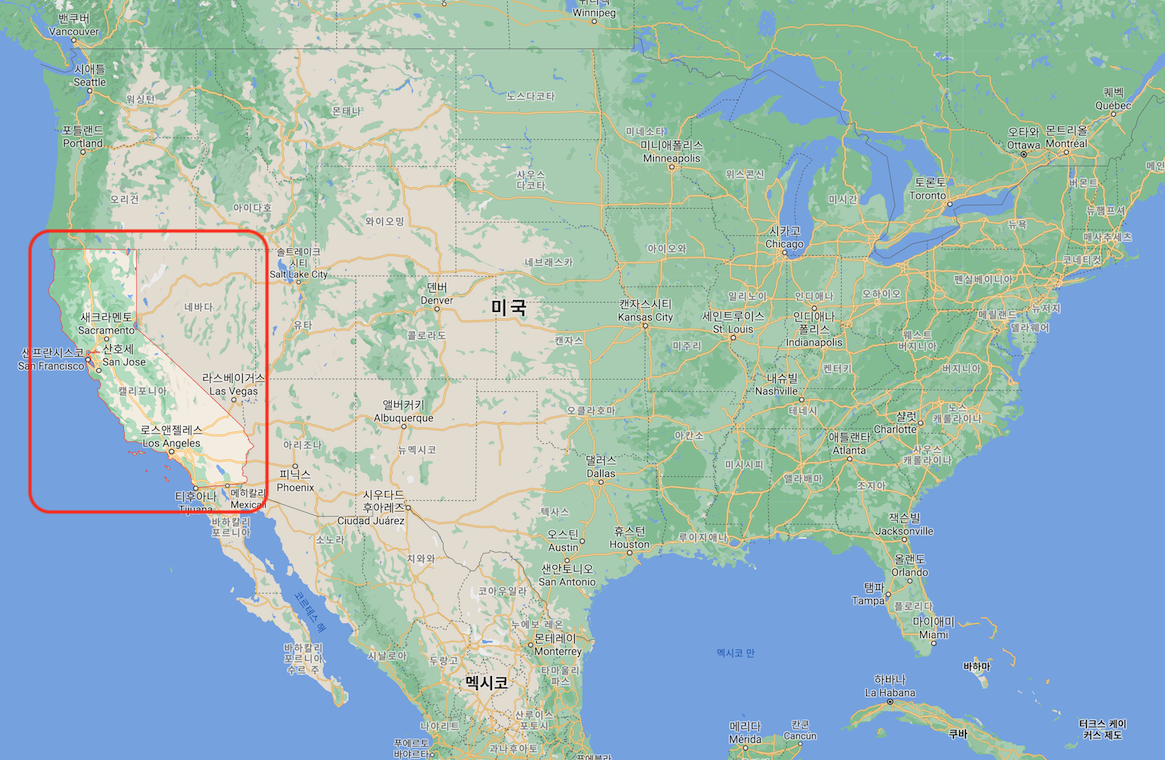 밴쿠버
Vancouver
Winnipeg
시애틀
Seattle
워싱턴
몬태나
노스다코타
퀘벡
Québec
포틀랜드
Portland
미네소타
미니애폴리스
Minneapolis
오타와
Ottawa
몬트리올
Montréal
메인
오리건
아이다호
사우스
다코타
위스콘신
미시간
토론토
Toronto
버몬트
뉴햄프셔
와이오밍
뉴욕
매사추세츠
솔트레이크
시티
Salt Lake City
네브래스카
아이오와
시카고
Chicago
코네티컷
덴버
Denver
미국
펜실베이니아
네바다
새크라멘토
Sacramento
유타
콜로라도
캔자스시티
Kansas City
캔자스
일리노이
인디애나
오하이오
세인트루이스
St. Louis
인디애나
폴리스
Indianapolis
뉴저지
메릴랜드
델라웨어
웨스트
버지니아
샌프란시스코
San Francisco
산호세
San Jose
미주리
켄터키
버지니아
캘리포니아
라스베이거스
Las Vegas
내슈빌
Nashville
앨버커키
Albuquerque
오클라호마
테네시
샬럿
Charlotte
노스
캐롤라이나
로스앤젤레스
Los Angeles
애리조나
뉴멕시코
아칸소
애틀랜타
Atlanta
사우스
캐롤라이나
피닉스
Phoenix
댈러스
Dallas
미시시피
앨라배마
조지아
티후아나
Tijuana
메히칼리
Mexicali
시우다드
후아레즈
Ciudad Juárez
텍사스
바하칼리
포르니아
소노라
오스틴
Austin
휴스턴
Houston
루이지애나
잭슨빌
Jacksonville
치와와
샌안토니오
San Antonio
올랜도
Orlando
코르테스 해
코아우일라
탬파
Tampa
플로리다
누에보 레온
마이애미
Miami
바하칼리
포르니아
수르 주
시날로아
두랑고
몬테레이
Monterrey
멕시코 만
바하마
멕시코
타마울리
파스
하바나
La Habana
나야리트
산루이스
포토시
메리다
Mérida
칸쿤
Cancun
쿠바
터크스 케이
커스 제도
푸에르토
바야르타
과나후아토
푸에블라